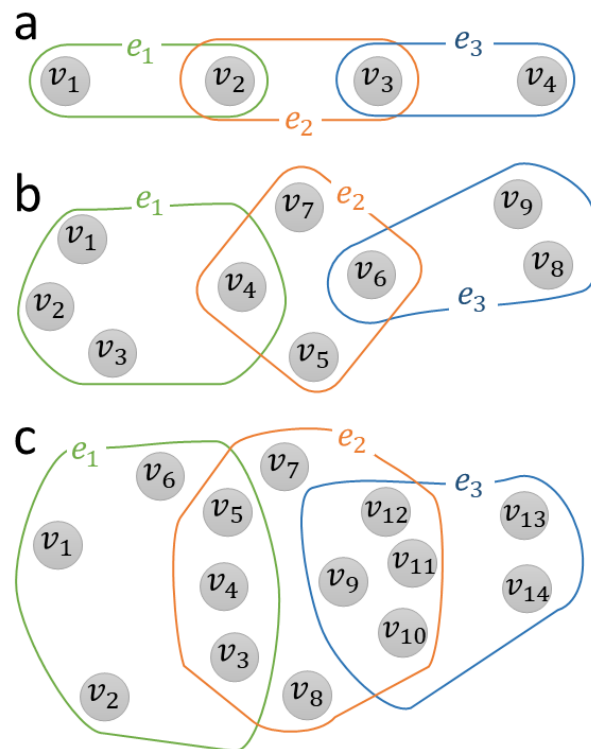 a
e₁
e₃
v₁ v₂ v₃ v₄
e₂
b
e₁
e₂
v₇
v₉
v₁
v₈
v₆
v₄
v₂
e₃
v₃
v₅
c
e₁
e₂
v₇
v₆
e₃
v₅
v₁₂
v₁₃
v₁
v₁₁
v₄
v₉
v₁₄
v₁₀
v₃
v₂
v₈